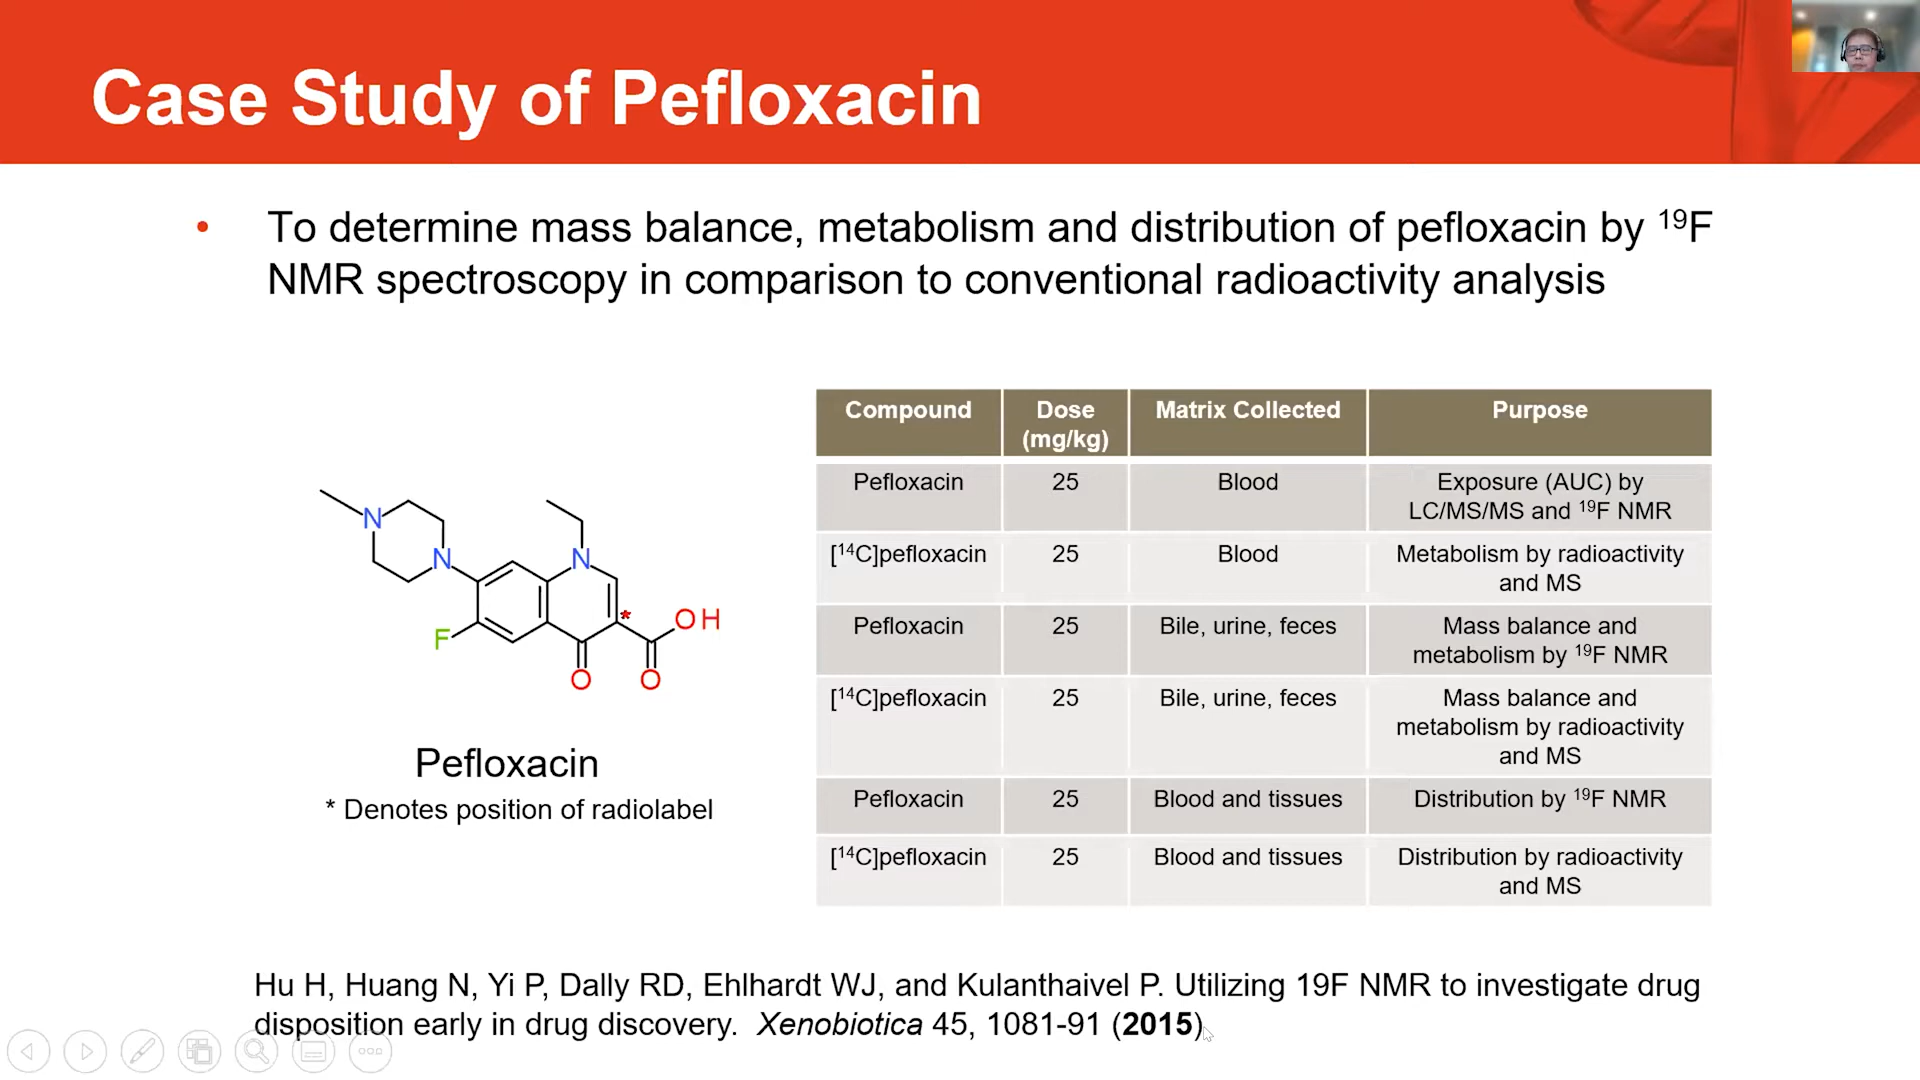 Case Study of Pefloxacin
• To determine mass balance, metabolism and distribution of pefloxacin by ¹⁹F
NMR spectroscopy in comparison to conventional radioactivity analysis
N
N
N
F
O
O
OH
*
Pefloxacin
* Denotes position of radiolabel
Compound Dose (mg/kg) Matrix Collected Purpose
Pefloxacin 25 Blood Exposure (AUC) by
LC/MS/MS and ¹⁹F NMR
[¹⁴C]pefloxacin 25 Blood Metabolism by radioactivity
and MS
Pefloxacin 25 Bile, urine, feces Mass balance and
metabolism by ¹⁹F NMR
[¹⁴C]pefloxacin 25 Bile, urine, feces Mass balance and
metabolism by radioactivity
and MS
Pefloxacin 25 Blood and tissues Distribution by ¹⁹F NMR
[¹⁴C]pefloxacin 25 Blood and tissues Distribution by radioactivity
and MS
Hu H, Huang N, Yi P, Dally RD, Ehlhardt WJ, and Kulanthaivel P. Utilizing 19F NMR to investigate drug
disposition early in drug discovery. Xenobiotica 45, 1081-91 (2015)